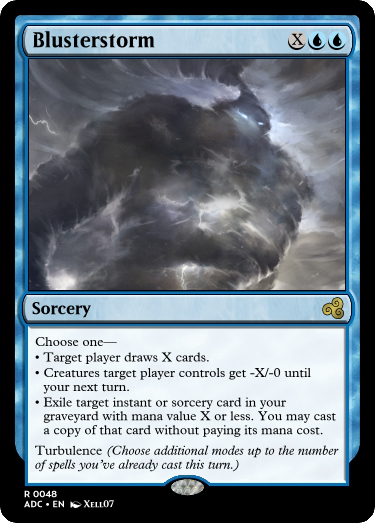 Blusterstorm X
Sorcery
Choose one—
• Target player draws X cards.
• Creatures target player controls get -X/-0 until
your next turn.
• Exile target instant or sorcery card in your
graveyard with mana value X or less. You may cast
a copy of that card without paying its mana cost.
Turbulence (Choose additional modes up to the number
of spells you've already cast this turn.)
R 0048
ADC • EN Xell07